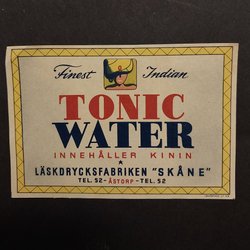 Finest Indian
TONIC
WATER
INNEHÅLLER KININ
LÄSKDRYCKSFABRIKEN "SKÅNE"
TEL. 52 - ÅSTORP - TEL. 52